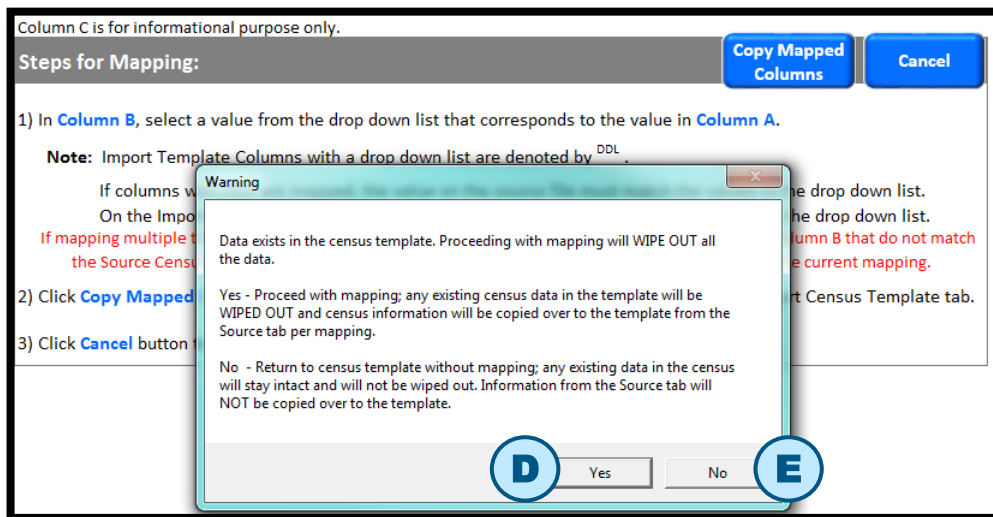 Column C is for informational purpose only.
Steps for Mapping:
Copy Mapped
Columns
Cancel
1) In Column B, select a value from the drop down list that corresponds to the value in Column A.
Note: Import Template Columns with a drop down list are denoted by DDL .
If columns w
he drop down list.
On the Impo
he drop down list.
If mapping multiple t
lumn B that do not match
the Source Censu
e current mapping.
2) Click Copy Mapped
rt Census Template tab.
3) Click Cancel button
Warning
X
Data exists in the census template. Proceeding with mapping will WIPE OUT all
the data.
Yes - Proceed with mapping; any existing census data in the template will be
WIPED OUT and census information will be copied over to the template from the
Source tab per mapping.
No - Return to census template without mapping; any existing data in the census
will stay intact and will not be wiped out. Information from the Source tab will
NOT be copied over to the template.
D
Yes
No
E